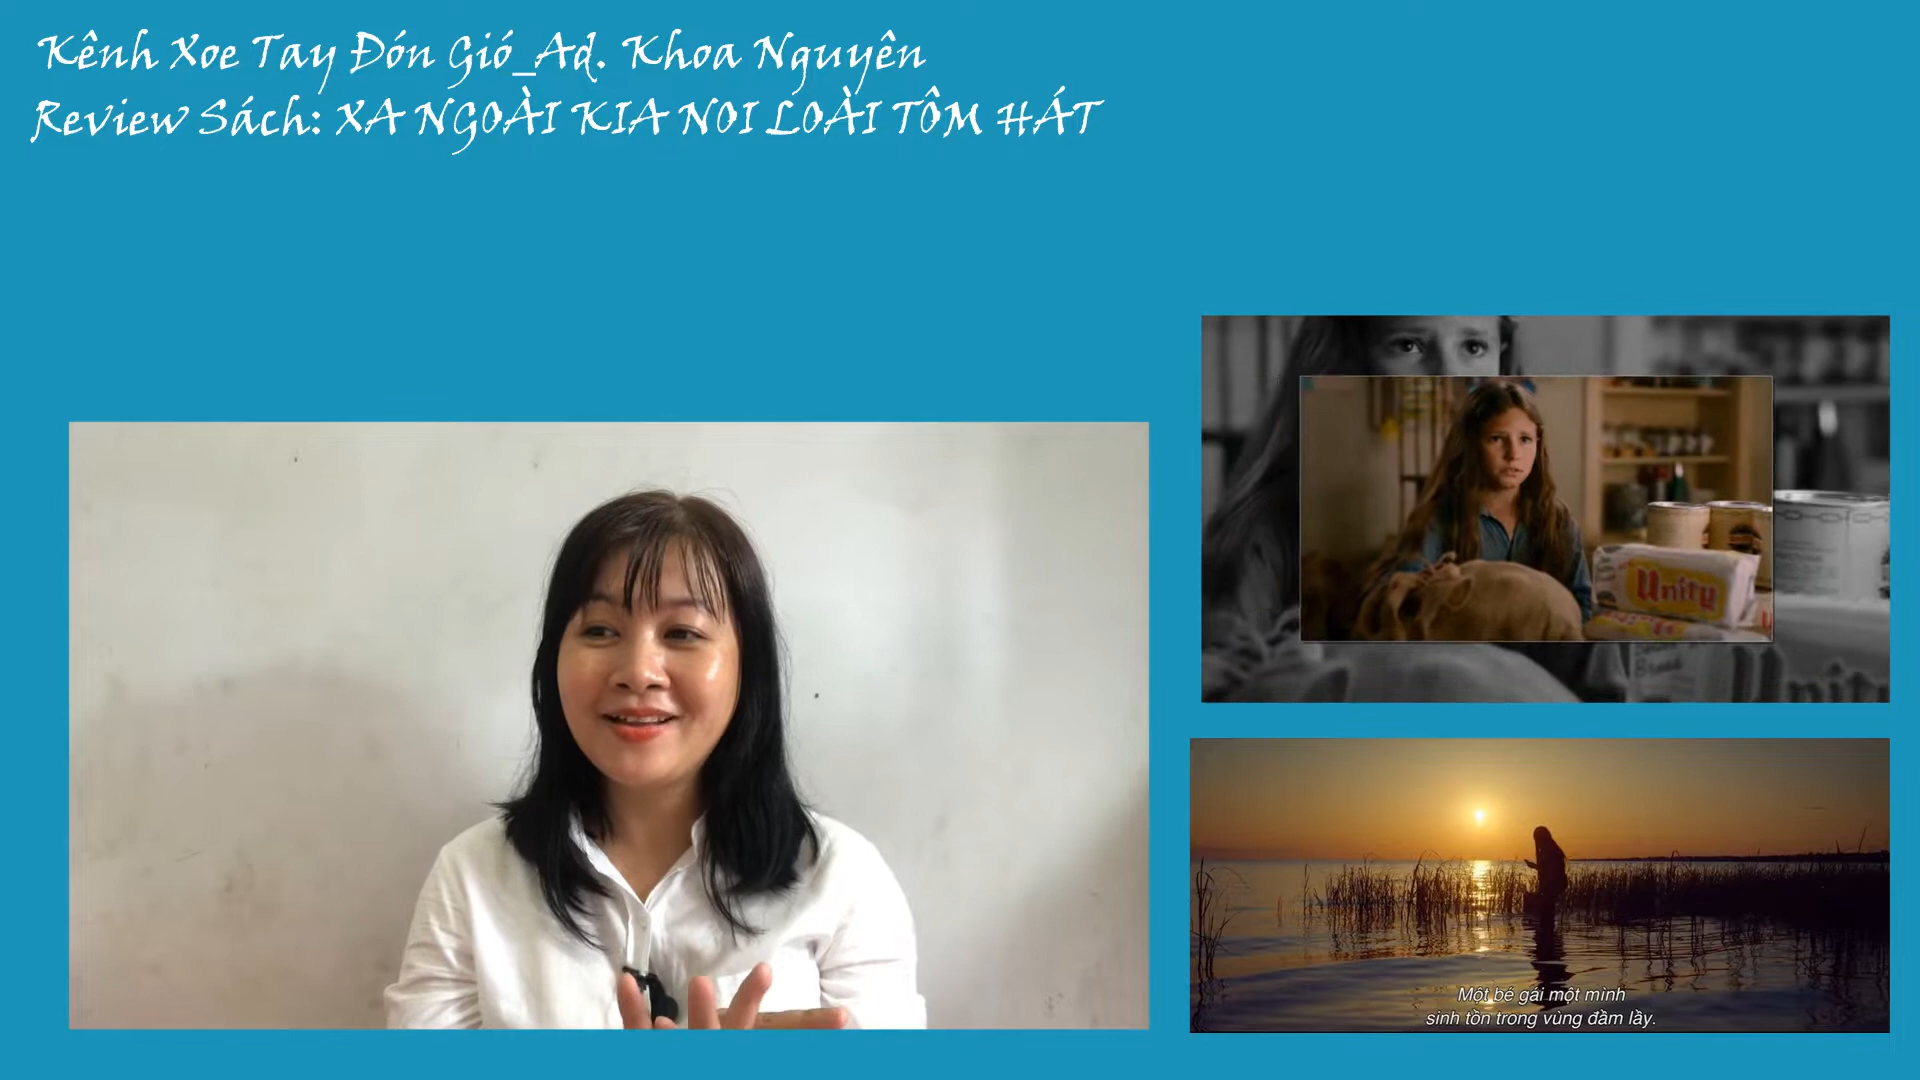 Kênh Xoe Tay Đón Gió_Ad. Khoa Nguyên
Review Sách: XA NGOÀI KIA NOI LOÀI TÔM HÁT
Unity
Một bé gái một mình
sinh tồn trong vùng đầm lầy.